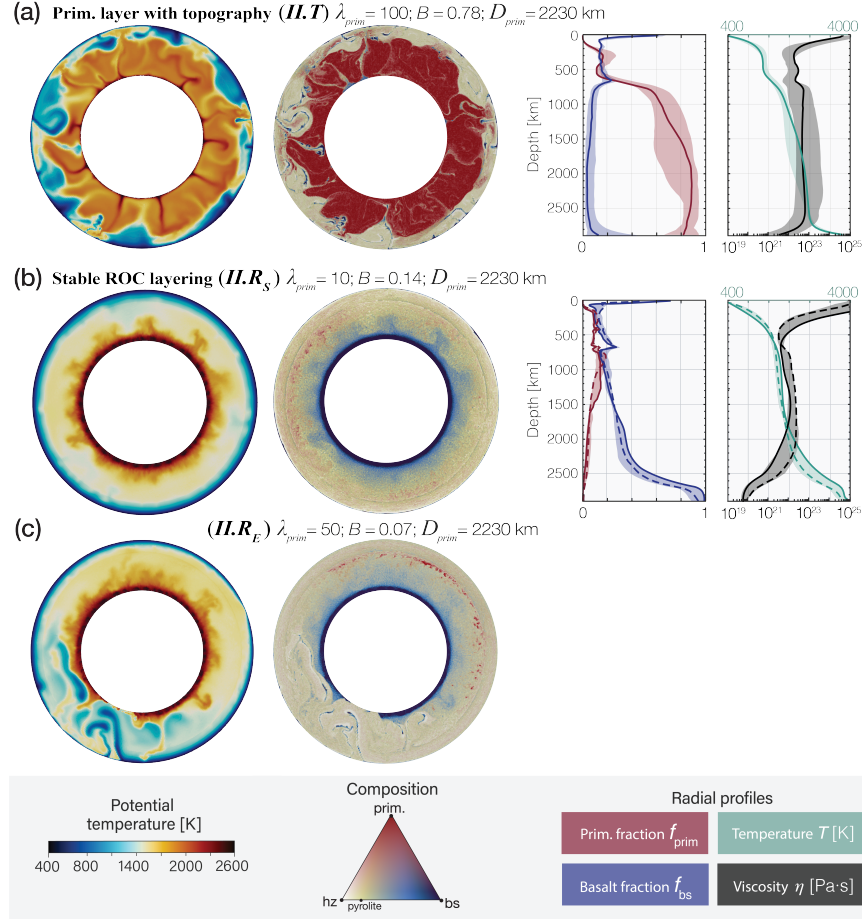 (a) Prim. layer with topography (II.T) λprim = 100; B = 0.78; Dprim = 2230 km
400 4000
0
500
1000
1500
2000
2500
Depth [km]
0 1
10^19 10^21 10^23 10^25
(b) Stable ROC layering (II.R_S) λprim = 10; B = 0.14; Dprim = 2230 km
400 4000
0
500
1000
1500
2000
2500
Depth [km]
0 1
10^19 10^21 10^23 10^25
(c) (II.R_E) λprim = 50; B = 0.07; Dprim = 2230 km
Potential
temperature [K]
400 800 1400 2000 2600
Composition
prim.
hz pyrolite bs
Radial profiles
Prim. fraction fprim
Temperature T [K]
Basalt fraction fbs
Viscosity η [Pa·s]